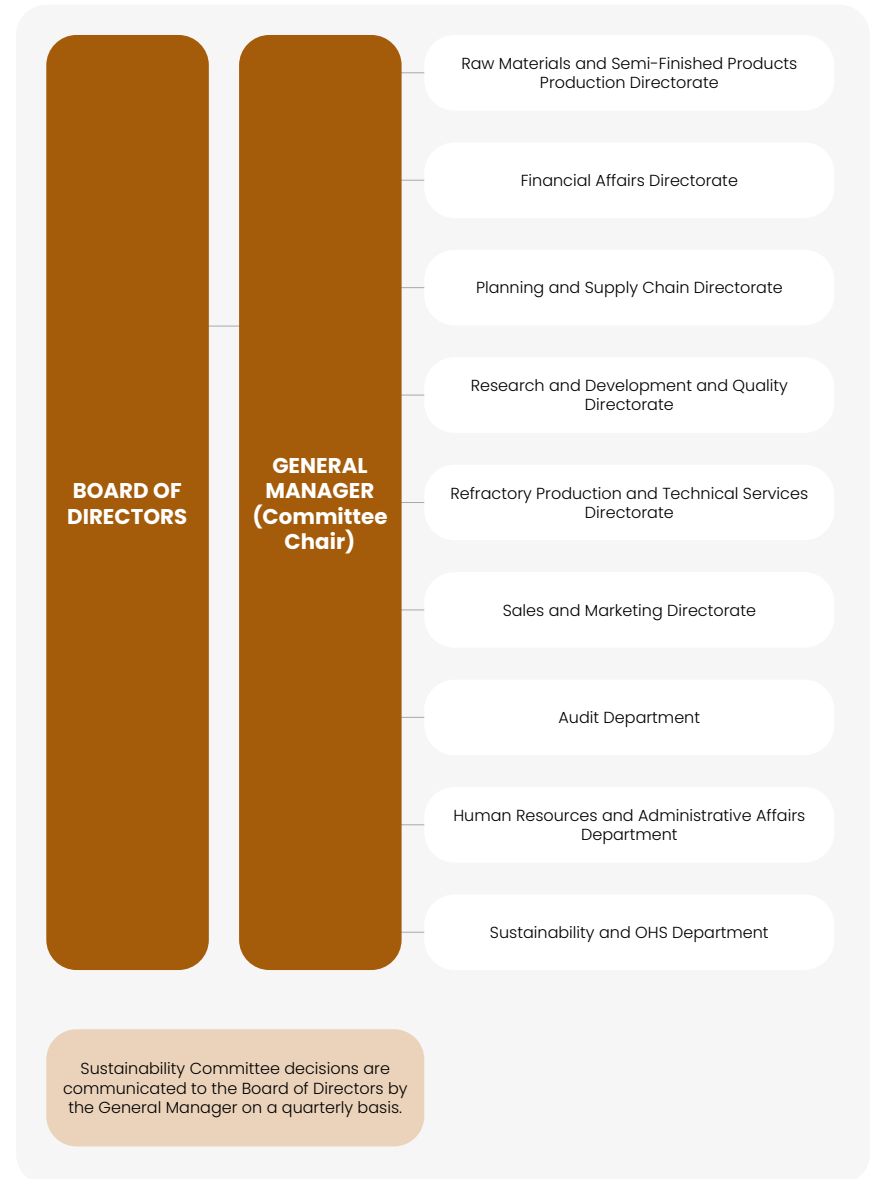 BOARD OF
DIRECTORS
GENERAL
MANAGER
(Committee
Chair)
Raw Materials and Semi-Finished Products
Production Directorate
Financial Affairs Directorate
Planning and Supply Chain Directorate
Research and Development and Quality
Directorate
Refractory Production and Technical Services
Directorate
Sales and Marketing Directorate
Audit Department
Human Resources and Administrative Affairs
Department
Sustainability and OHS Department
Sustainability Committee decisions are
communicated to the Board of Directors by
the General Manager on a quarterly basis.